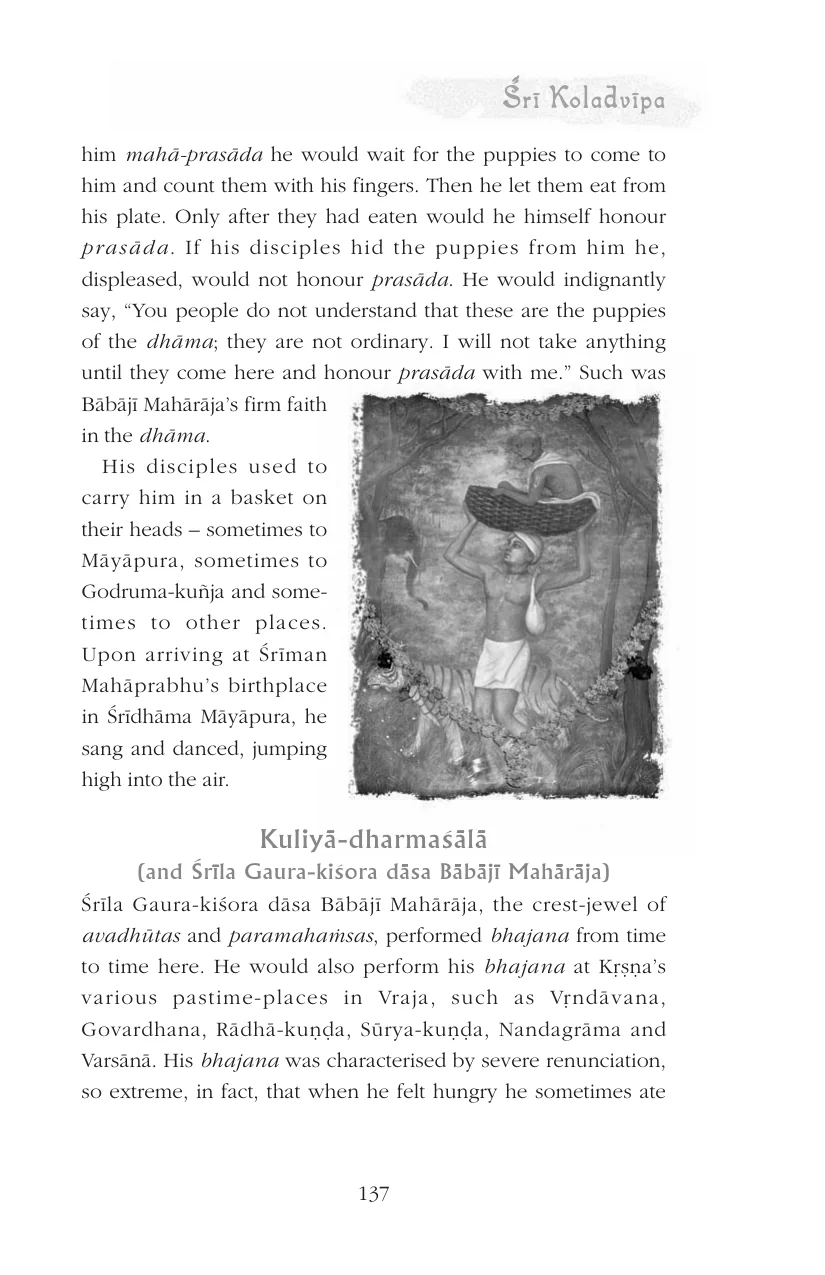 Śrī Koladvīpa
him mahā-prasāda he would wait for the puppies to come to
him and count them with his fingers. Then he let them eat from
his plate. Only after they had eaten would he himself honour
prasāda. If his disciples hid the puppies from him he,
displeased, would not honour prasāda. He would indignantly
say, “You people do not understand that these are the puppies
of the dhāma; they are not ordinary. I will not take anything
until they come here and honour prasāda with me.” Such was
Bābājī Mahārāja’s firm faith
in the dhāma.
His disciples used to
carry him in a basket on
their heads – sometimes to
Māyāpura, sometimes to
Godruma-kuñja and some-
times to other places.
Upon arriving at Śrīman
Mahāprabhu’s birthplace
in Śrīdhāma Māyāpura, he
sang and danced, jumping
high into the air.
Kuliyā-dharmaśālā
(and Śrīla Gaura-kiśora dāsa Bābājī Mahārāja)
Śrīla Gaura-kiśora dāsa Bābājī Mahārāja, the crest-jewel of
avadhūtas and paramahaṁsas, performed bhajana from time
to time here. He would also perform his bhajana at Kṛṣṇa’s
various pastime-places in Vraja, such as Vṛndāvana,
Govardhana, Rādhā-kuṇḍa, Sūrya-kuṇḍa, Nandagrāma and
Varsānā. His bhajana was characterised by severe renunciation,
so extreme, in fact, that when he felt hungry he sometimes ate
137